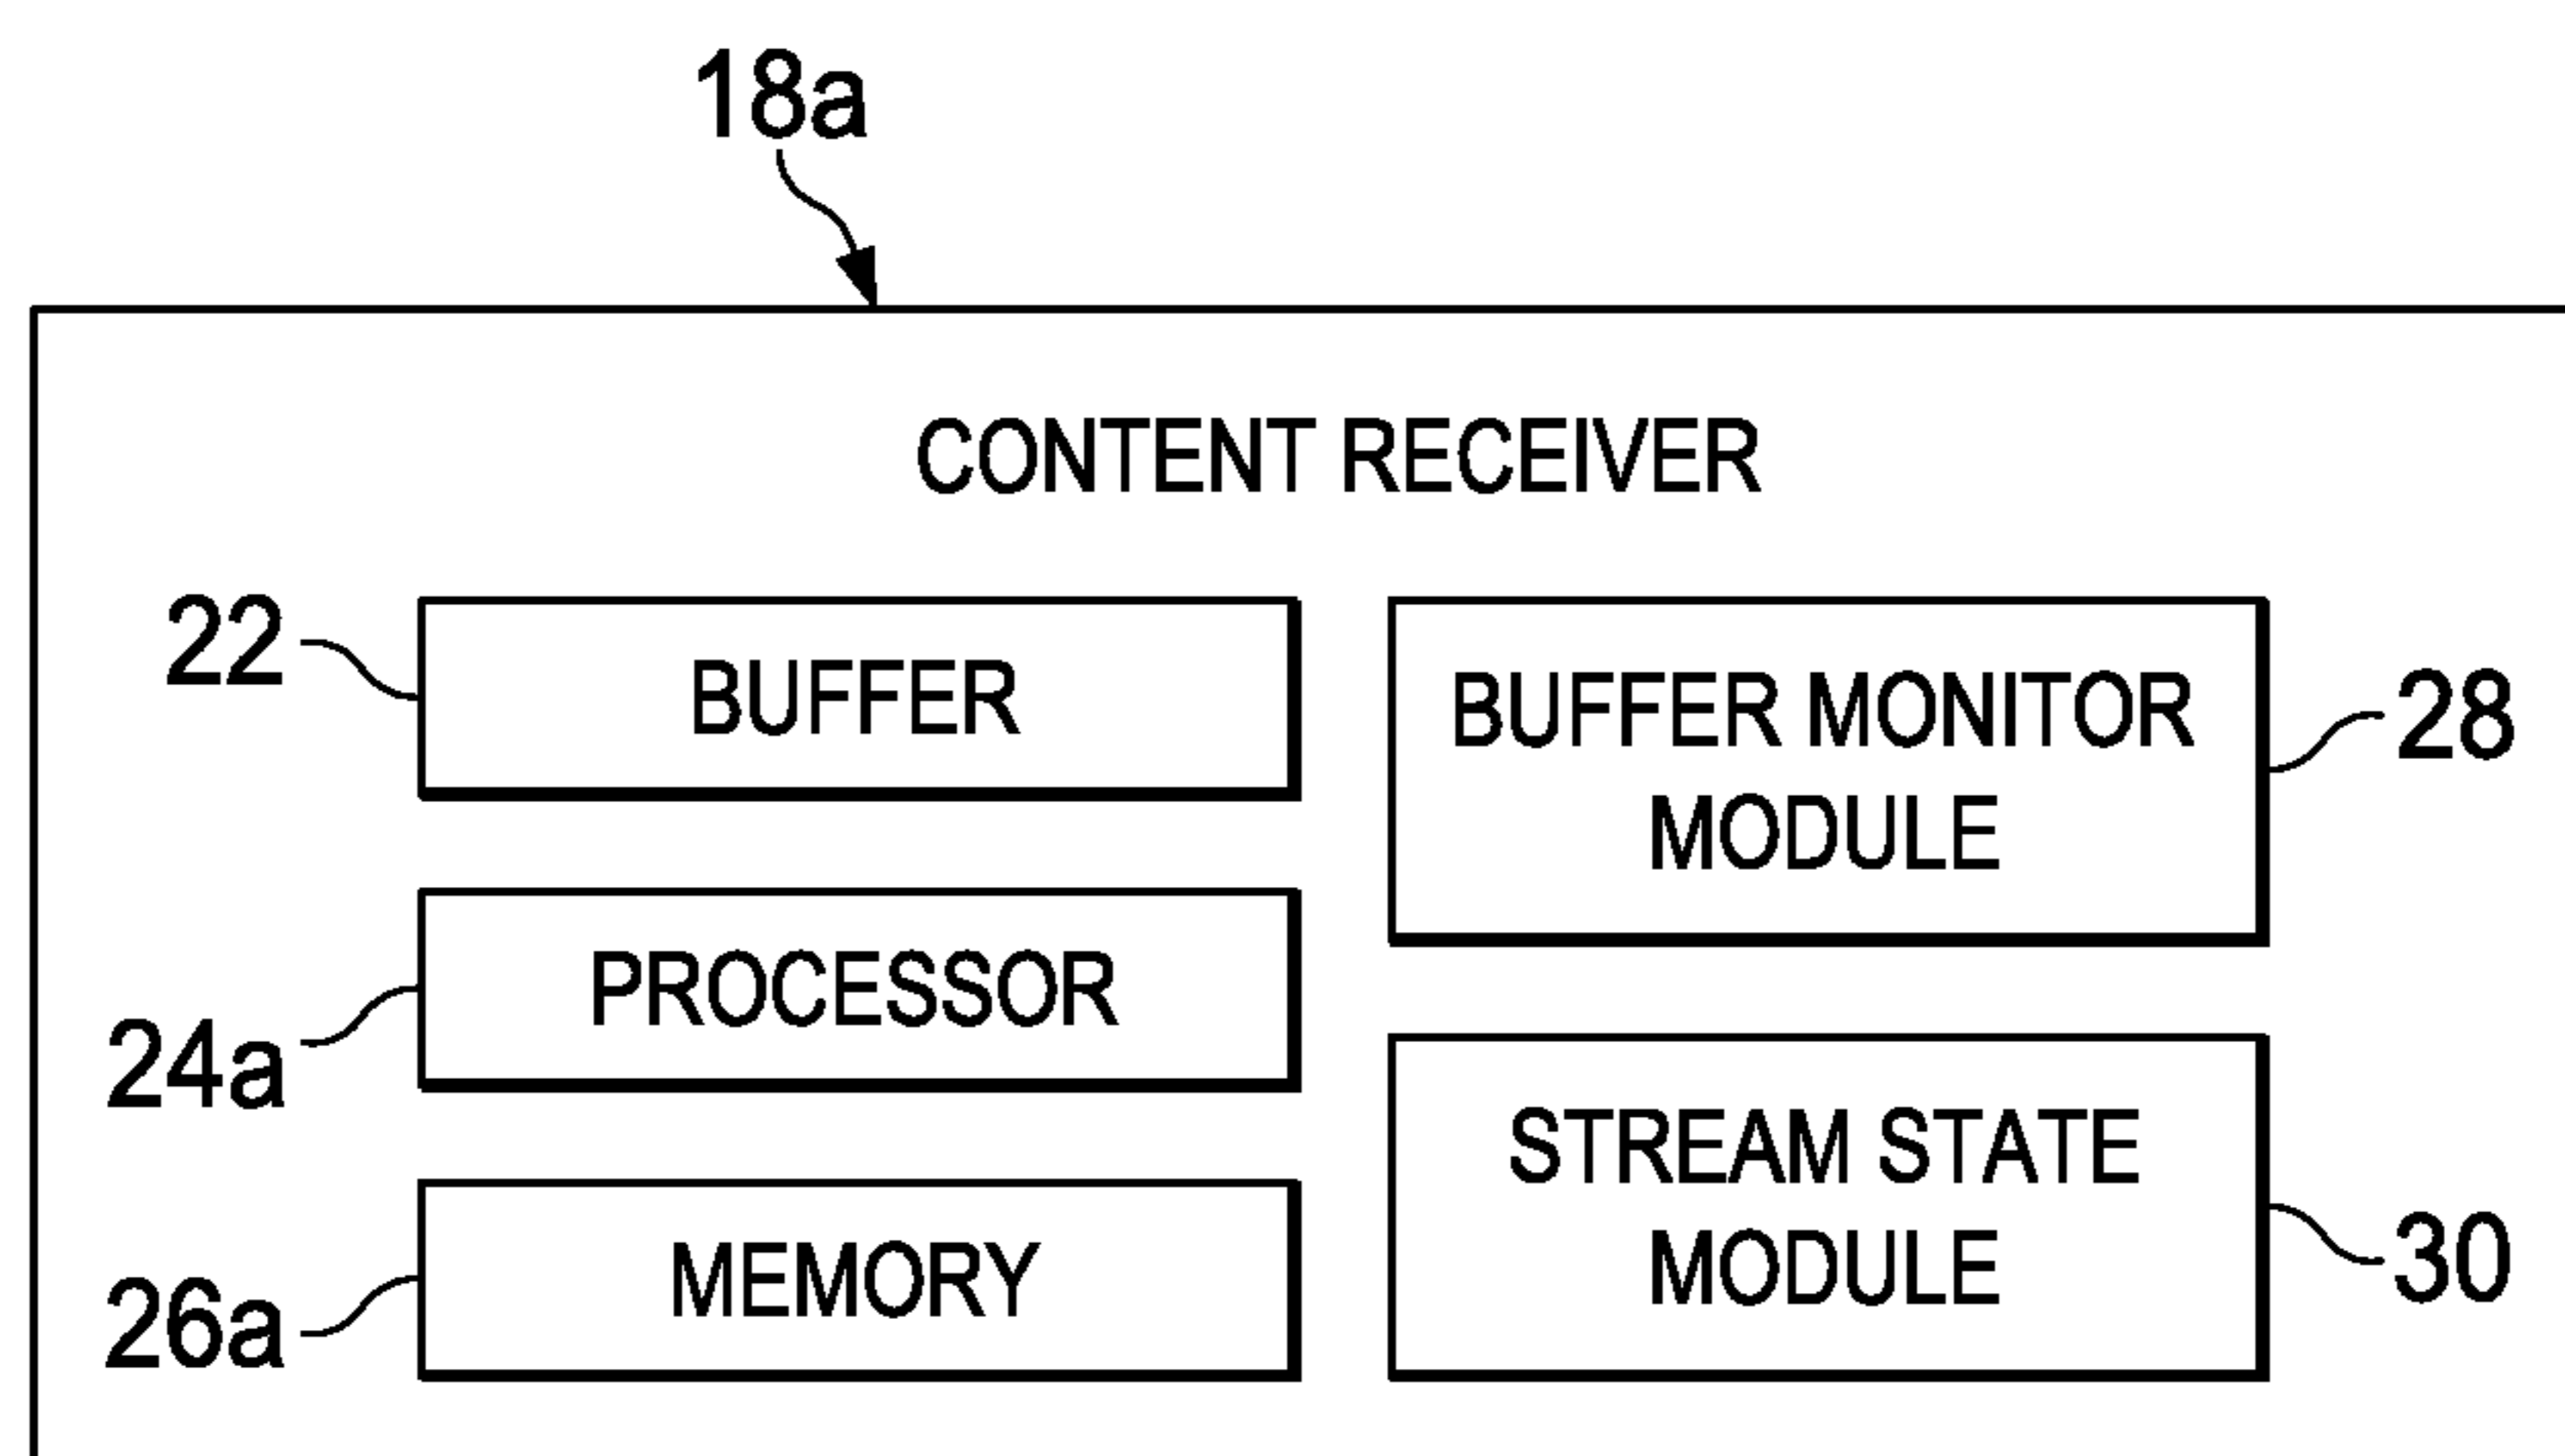 18a
CONTENT RECEIVER
22
BUFFER
BUFFER MONITOR
MODULE
28
24a
PROCESSOR
26a
MEMORY
STREAM STATE
MODULE
30